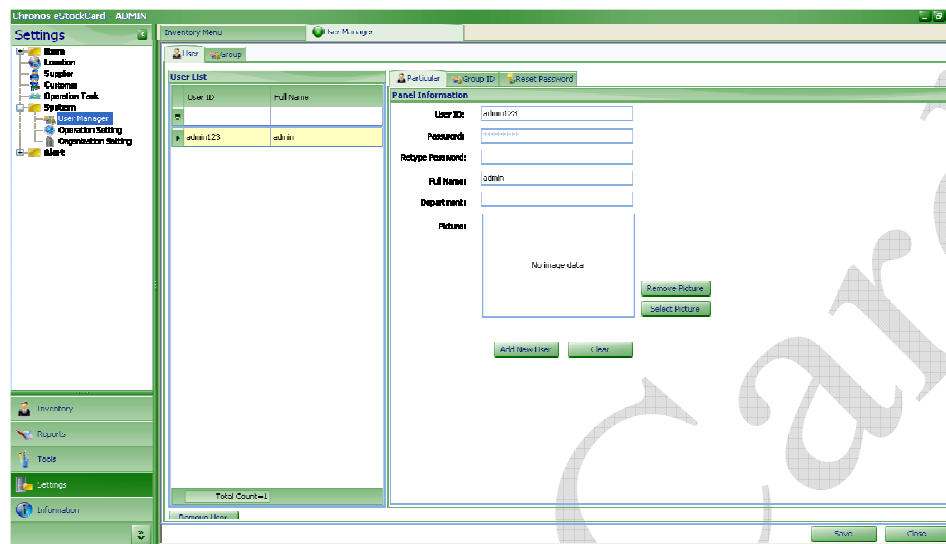 Chronos eStockCard - ADMIN
Settings
Inventory Menu
User Manager
Items
Location
Supplier
Customer
Operation Task
System
User Manager
Operation Setting
Organization Setting
Alert
User
Group
User List
User ID
Full Name
admin123
admin
Total Count=1
Remove User
Particular
Group ID
Reset Password
Panel Information
User ID:
admin123
Password:
*********
Retype Password:
Full Name:
admin
Department:
Picture:
No image data
Remove Picture
Select Picture
Add New User
Clear
Inventory
Reports
Tools
Settings
Information
Save
Close
Card